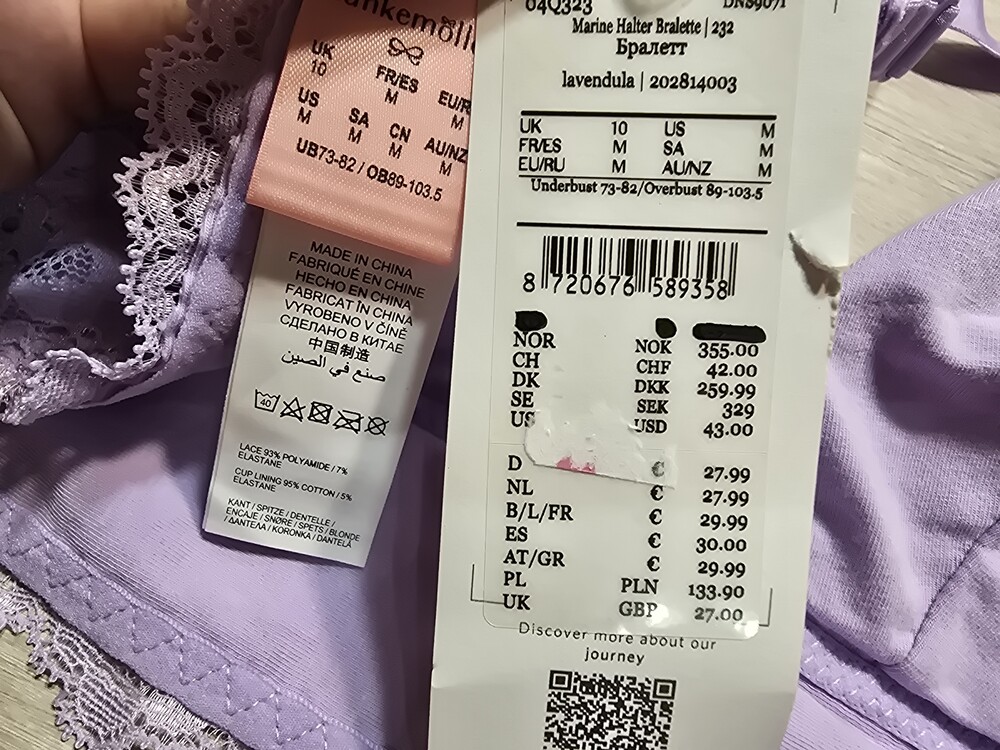 UK
10
FR/ES
M
EU/R
M
US
M
SA
M
CN
M
AU/NZ
M
UB73-82 / OB89-103.5
MADE IN CHINA
FABRIQUÉ EN CHINE
HECHO EN CHINA
FABRICAT ÎN CHINA
VYROBENO V ČÍNĚ
СДЕЛАНО В КИТАЕ
中国制造
صنع في الصين
40
LACE 93% POLYAMIDE / 7%
ELASTANE
CUP LINING 95% COTTON / 5%
ELASTANE
KANT / SPITZE / DENTELLE /
ENCAJE / SNØRE / SPETS / BLONDE
/ ΔΑΝΤΕΛΑ / KORONKA / DANTELĂ
04Q323 DNS9071
Marine Halter Bralette | 232
Бралетт
lavendula | 202814003
UK 10 US M
FR/ES M SA M
EU/RU M AU/NZ M
Underbust 73-82/Overbust 89-103.5
8 720676 589358
NOR NOK 355.00
CH CHF 42.00
DK DKK 259.99
SE SEK 329
US USD 43.00
D € 27.99
NL € 27.99
B/L/FR € 29.99
ES € 30.00
AT/GR € 29.99
PL PLN 133.90
UK GBP 27.00
Discover more about our
journey